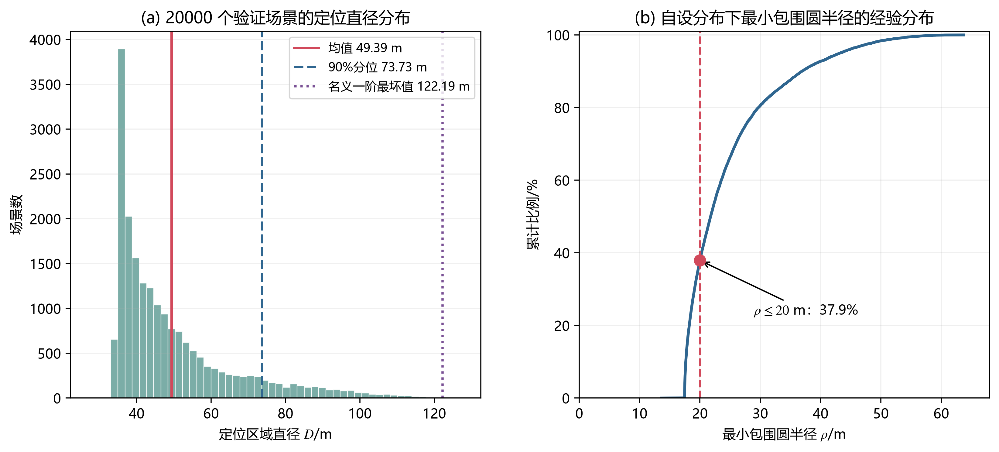 (a) 20000 个验证场景的定位直径分布
均值 49.39 m
90%分位 73.73 m
名义一阶最坏值 122.19 m
场景数
4000
3500
3000
2500
2000
1500
1000
500
0
40 60 80 100 120
定位区域直径 D/m
(b) 自设分布下最小包围圆半径的经验分布
累计比例/%
100
80
60
40
20
0
ρ ≤ 20 m：37.9%
0 10 20 30 40 50 60
最小包围圆半径 ρ/m